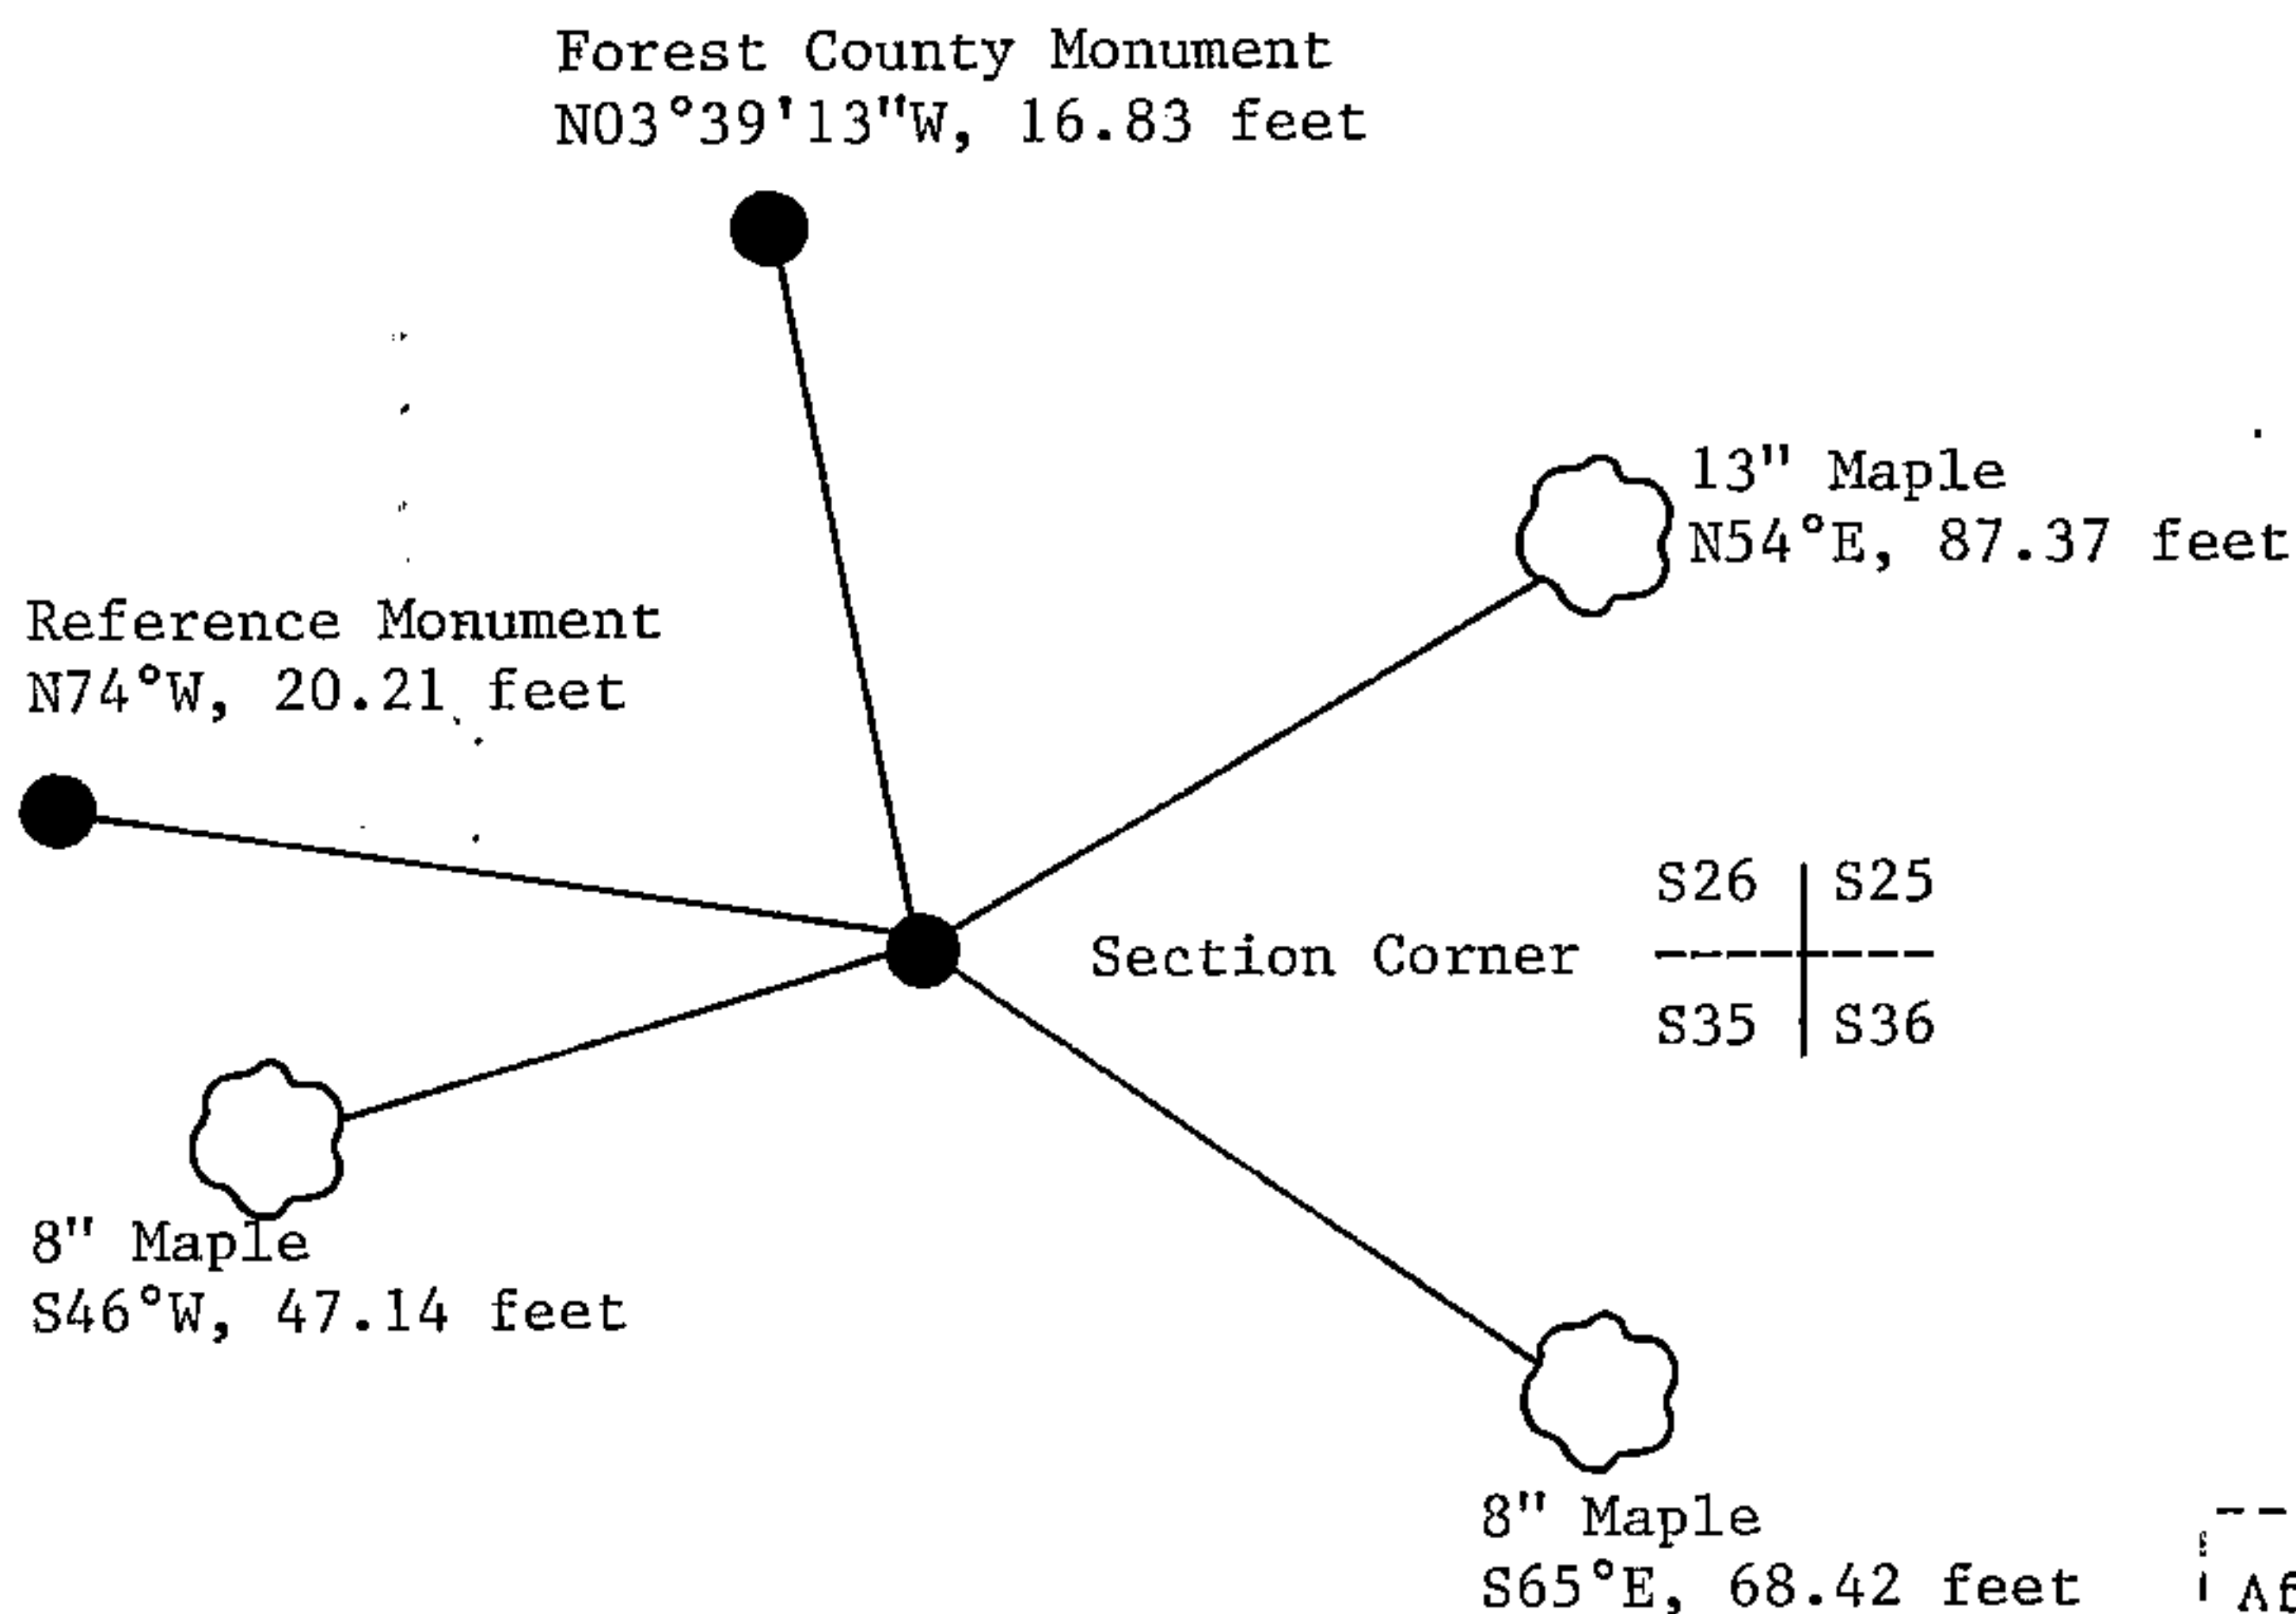 Forest County Monument
N03°39'13"W, 16.83 feet
13" Maple
N54°E, 87.37 feet
Reference Monument
N74°W, 20.21 feet
Section Corner
S26 S25
S35 S36
8" Maple
S46°W, 47.14 feet
8" Maple
S65°E, 68.42 feet